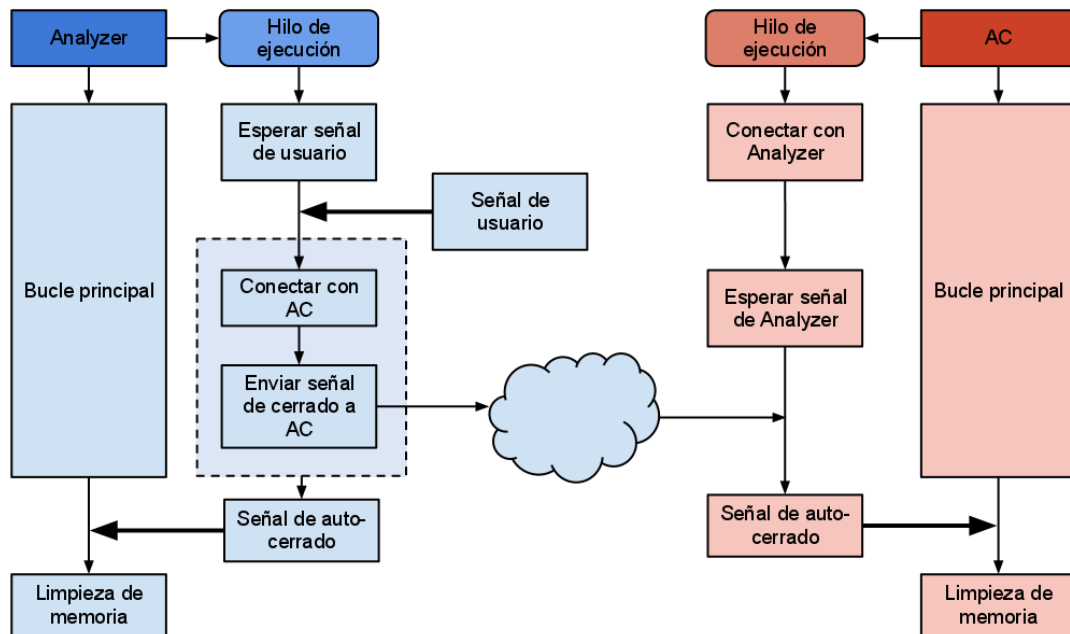 Analyzer
Hilo de
ejecución
Hilo de
ejecución
AC
Esperar señal
de usuario
Conectar con
Analyzer
Señal de
usuario
Bucle principal
Conectar con
AC
Esperar señal
de Analyzer
Bucle principal
Enviar señal
de cerrado a
AC
Señal de auto-
cerrado
Señal de auto-
cerrado
Limpieza de
memoria
Limpieza de
memoria